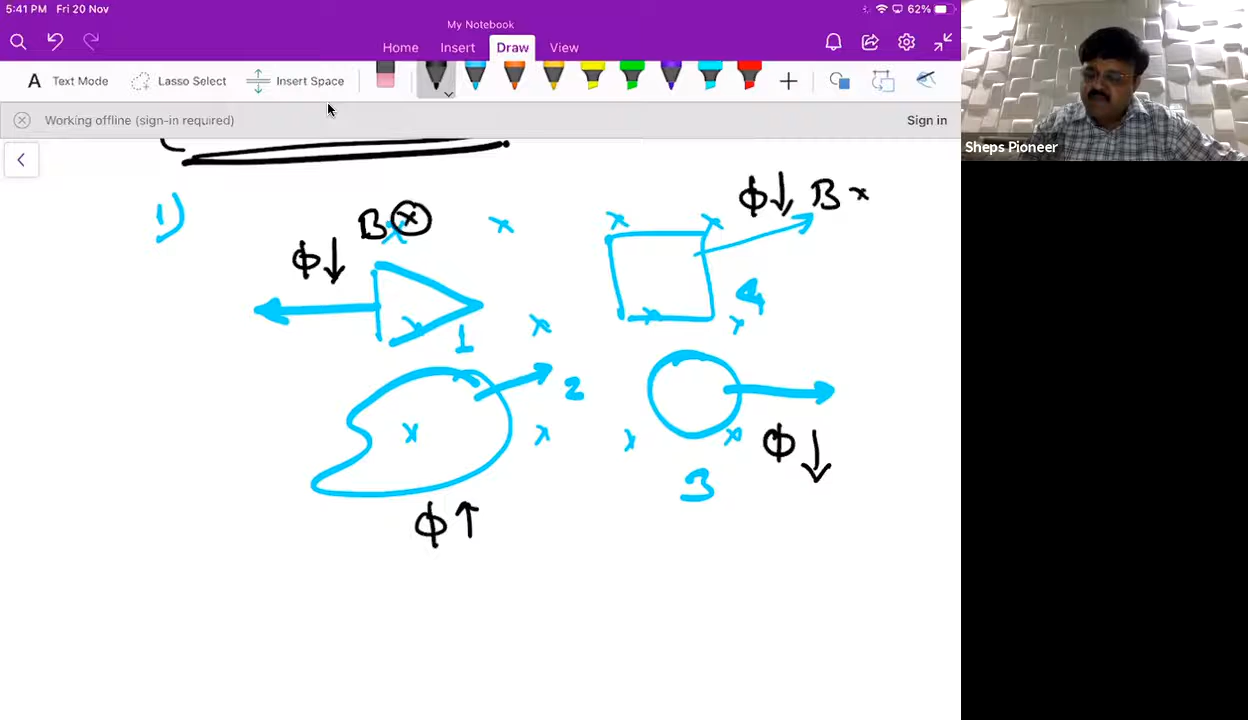 5:41 PM Fri 20 Nov
62%
My Notebook
Home Insert Draw View
A Text Mode Lasso Select Insert Space
Working offline (sign-in required) Sign in
Sheps Pioneer
1)
B ⊗ x x x ϕ↓ B x
ϕ↓
4
x 1 x x x
2
x x x x
ϕ↓
3
ϕ↑